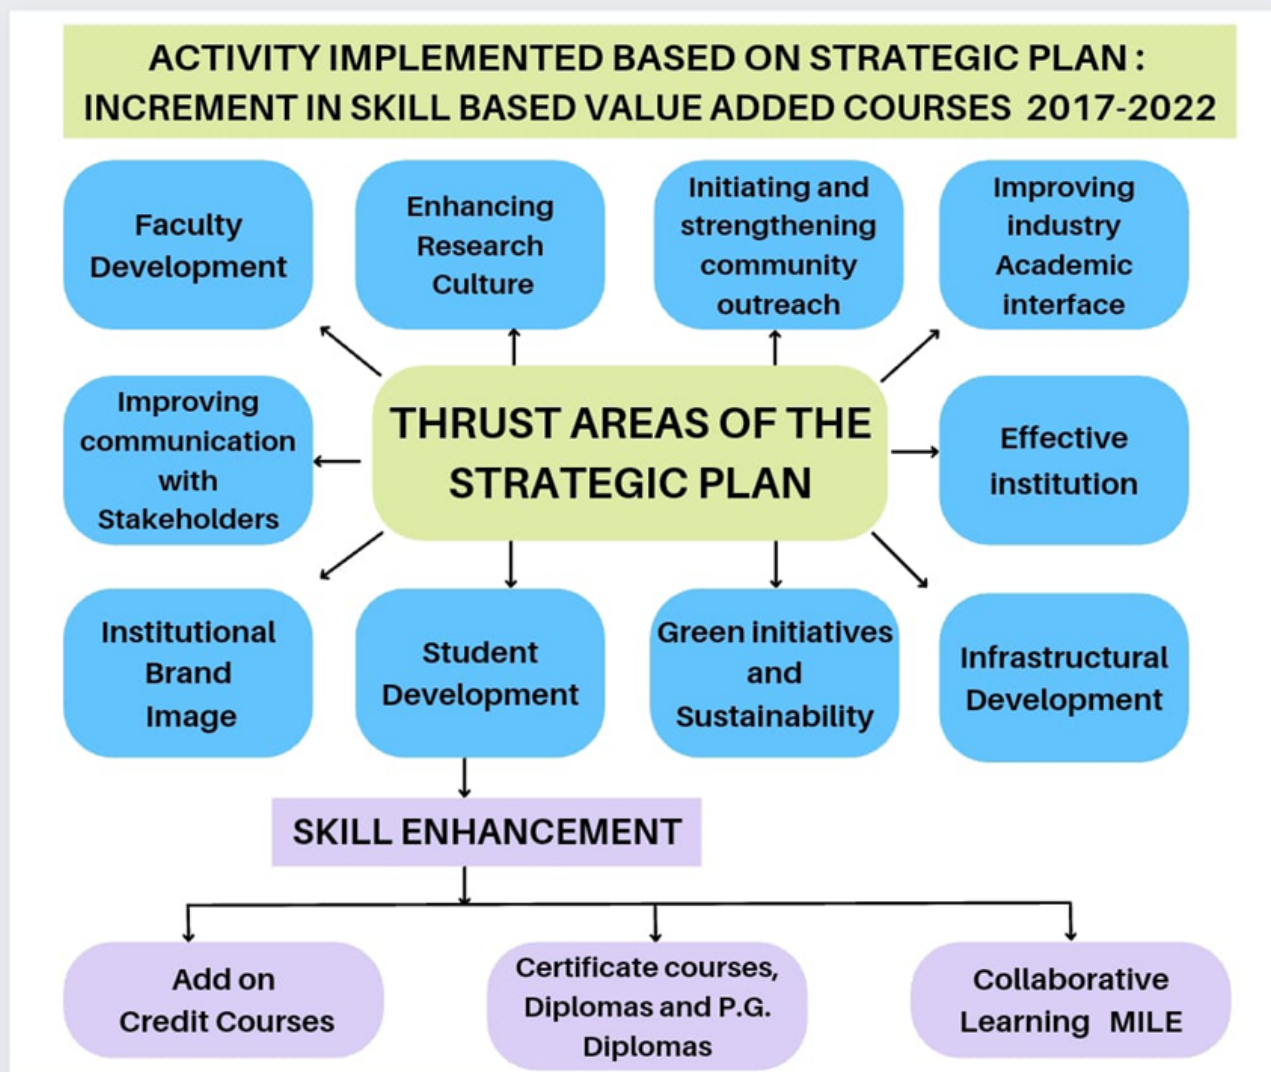 ACTIVITY IMPLEMENTED BASED ON STRATEGIC PLAN :
INCREMENT IN SKILL BASED VALUE ADDED COURSES 2017-2022
Faculty
Development
Enhancing
Research
Culture
Initiating and
strengthening
community
outreach
Improving
industry
Academic
interface
Improving
communication
with
Stakeholders
THRUST AREAS OF THE
STRATEGIC PLAN
Effective
institution
Institutional
Brand
Image
Student
Development
Green initiatives
and
Sustainability
Infrastructural
Development
SKILL ENHANCEMENT
Add on
Credit Courses
Certificate courses,
Diplomas and P.G.
Diplomas
Collaborative
Learning MILE